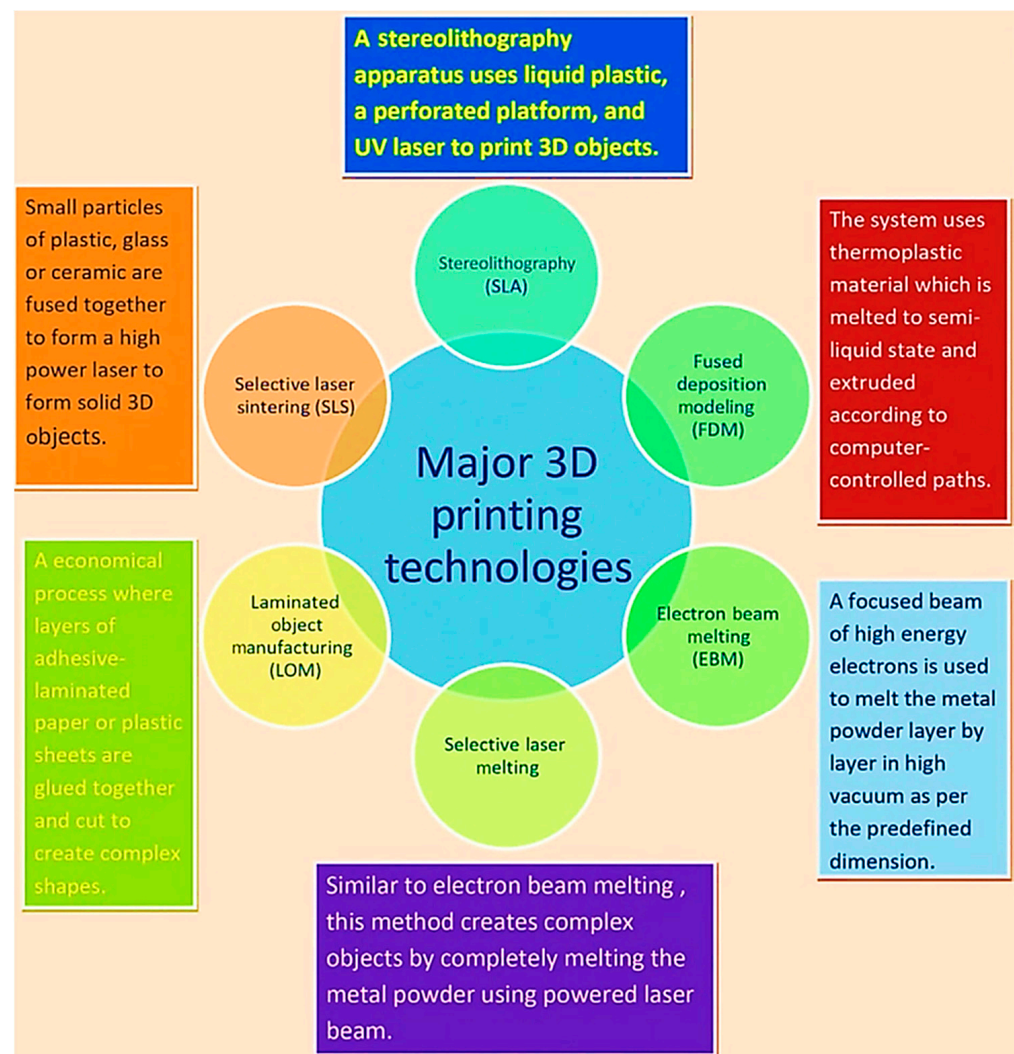 A stereolithography
apparatus uses liquid plastic,
a perforated platform, and
UV laser to print 3D objects.
Small particles
of plastic, glass
or ceramic are
fused together
to form a high
power laser to
form solid 3D
objects.
Stereolithography
(SLA)
The system uses
thermoplastic
material which is
melted to semi-
liquid state and
extruded
according to
computer-
controlled paths.
Selective laser
sintering (SLS)
Fused
deposition
modeling
(FDM)
Major 3D
printing
technologies
A economical
process where
layers of
adhesive-
laminated
paper or plastic
sheets are
glued together
and cut to
create complex
shapes.
Laminated
object
manufacturing
(LOM)
Electron beam
melting
(EBM)
A focused beam
of high energy
electrons is used
to melt the metal
powder layer by
layer in high
vacuum as per
the predefined
dimension.
Selective laser
melting
Similar to electron beam melting ,
this method creates complex
objects by completely melting the
metal powder using powered laser
beam.